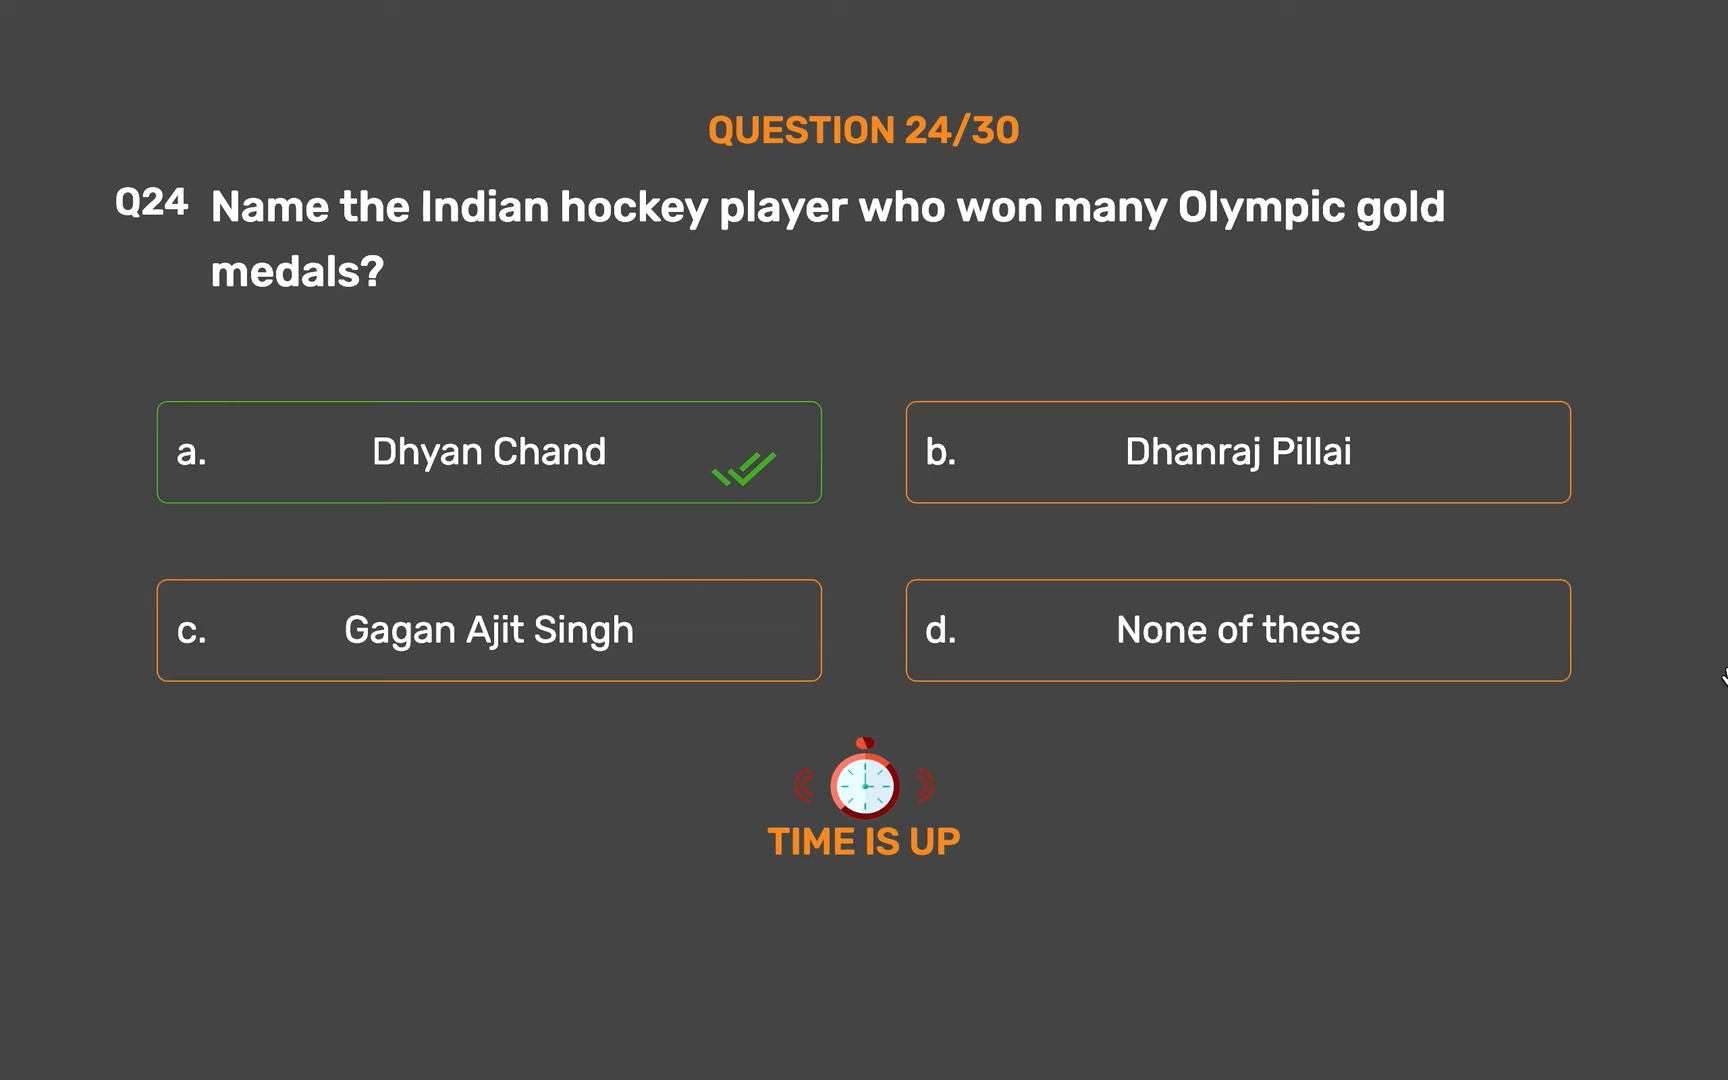 QUESTION 24/30
Q24 Name the Indian hockey player who won many Olympic gold
medals?
a. Dhyan Chand
b. Dhanraj Pillai
c. Gagan Ajit Singh
d. None of these
TIME IS UP